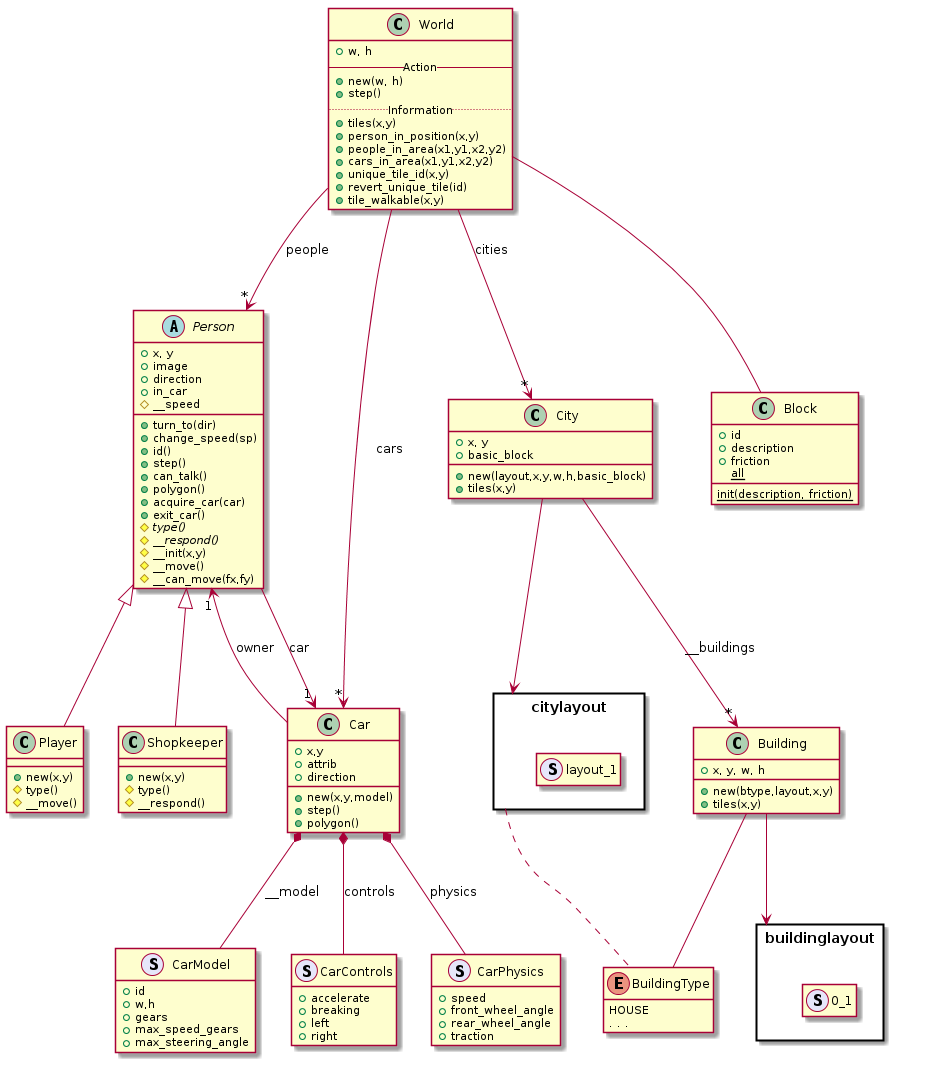 C World
w, h
Action
new(w, h)
step()
Information
tiles(x,y)
person_in_position(x,y)
people_in_area(x1,y1,x2,y2)
cars_in_area(x1,y1,x2,y2)
unique_tile_id(x,y)
revert_unique_tile(id)
tile_walkable(x,y)
people
*
cities
*
cars
*
A Person
x, y
image
direction
in_car
__speed
turn_to(dir)
change_speed(sp)
id()
step()
can_talk()
polygon()
acquire_car(car)
exit_car()
type()
__respond()
__init(x,y)
__move()
__can_move(fx,fy)
C City
x, y
basic_block
new(layout,x,y,w,h,basic_block)
tiles(x,y)
C Block
id
description
friction
all
init(description, friction)
1
owner
car
1
__buildings
*
C Player
new(x,y)
type()
__move()
C Shopkeeper
new(x,y)
type()
__respond()
C Car
x,y
attrib
direction
new(x,y,model)
step()
polygon()
citylayout
S layout_1
C Building
x, y, w, h
new(btype,layout,x,y)
tiles(x,y)
__model
controls
physics
S CarModel
id
w,h
gears
max_speed_gears
max_steering_angle
S CarControls
accelerate
breaking
left
right
S CarPhysics
speed
front_wheel_angle
rear_wheel_angle
traction
E BuildingType
HOUSE
. . .
buildinglayout
S 0_1